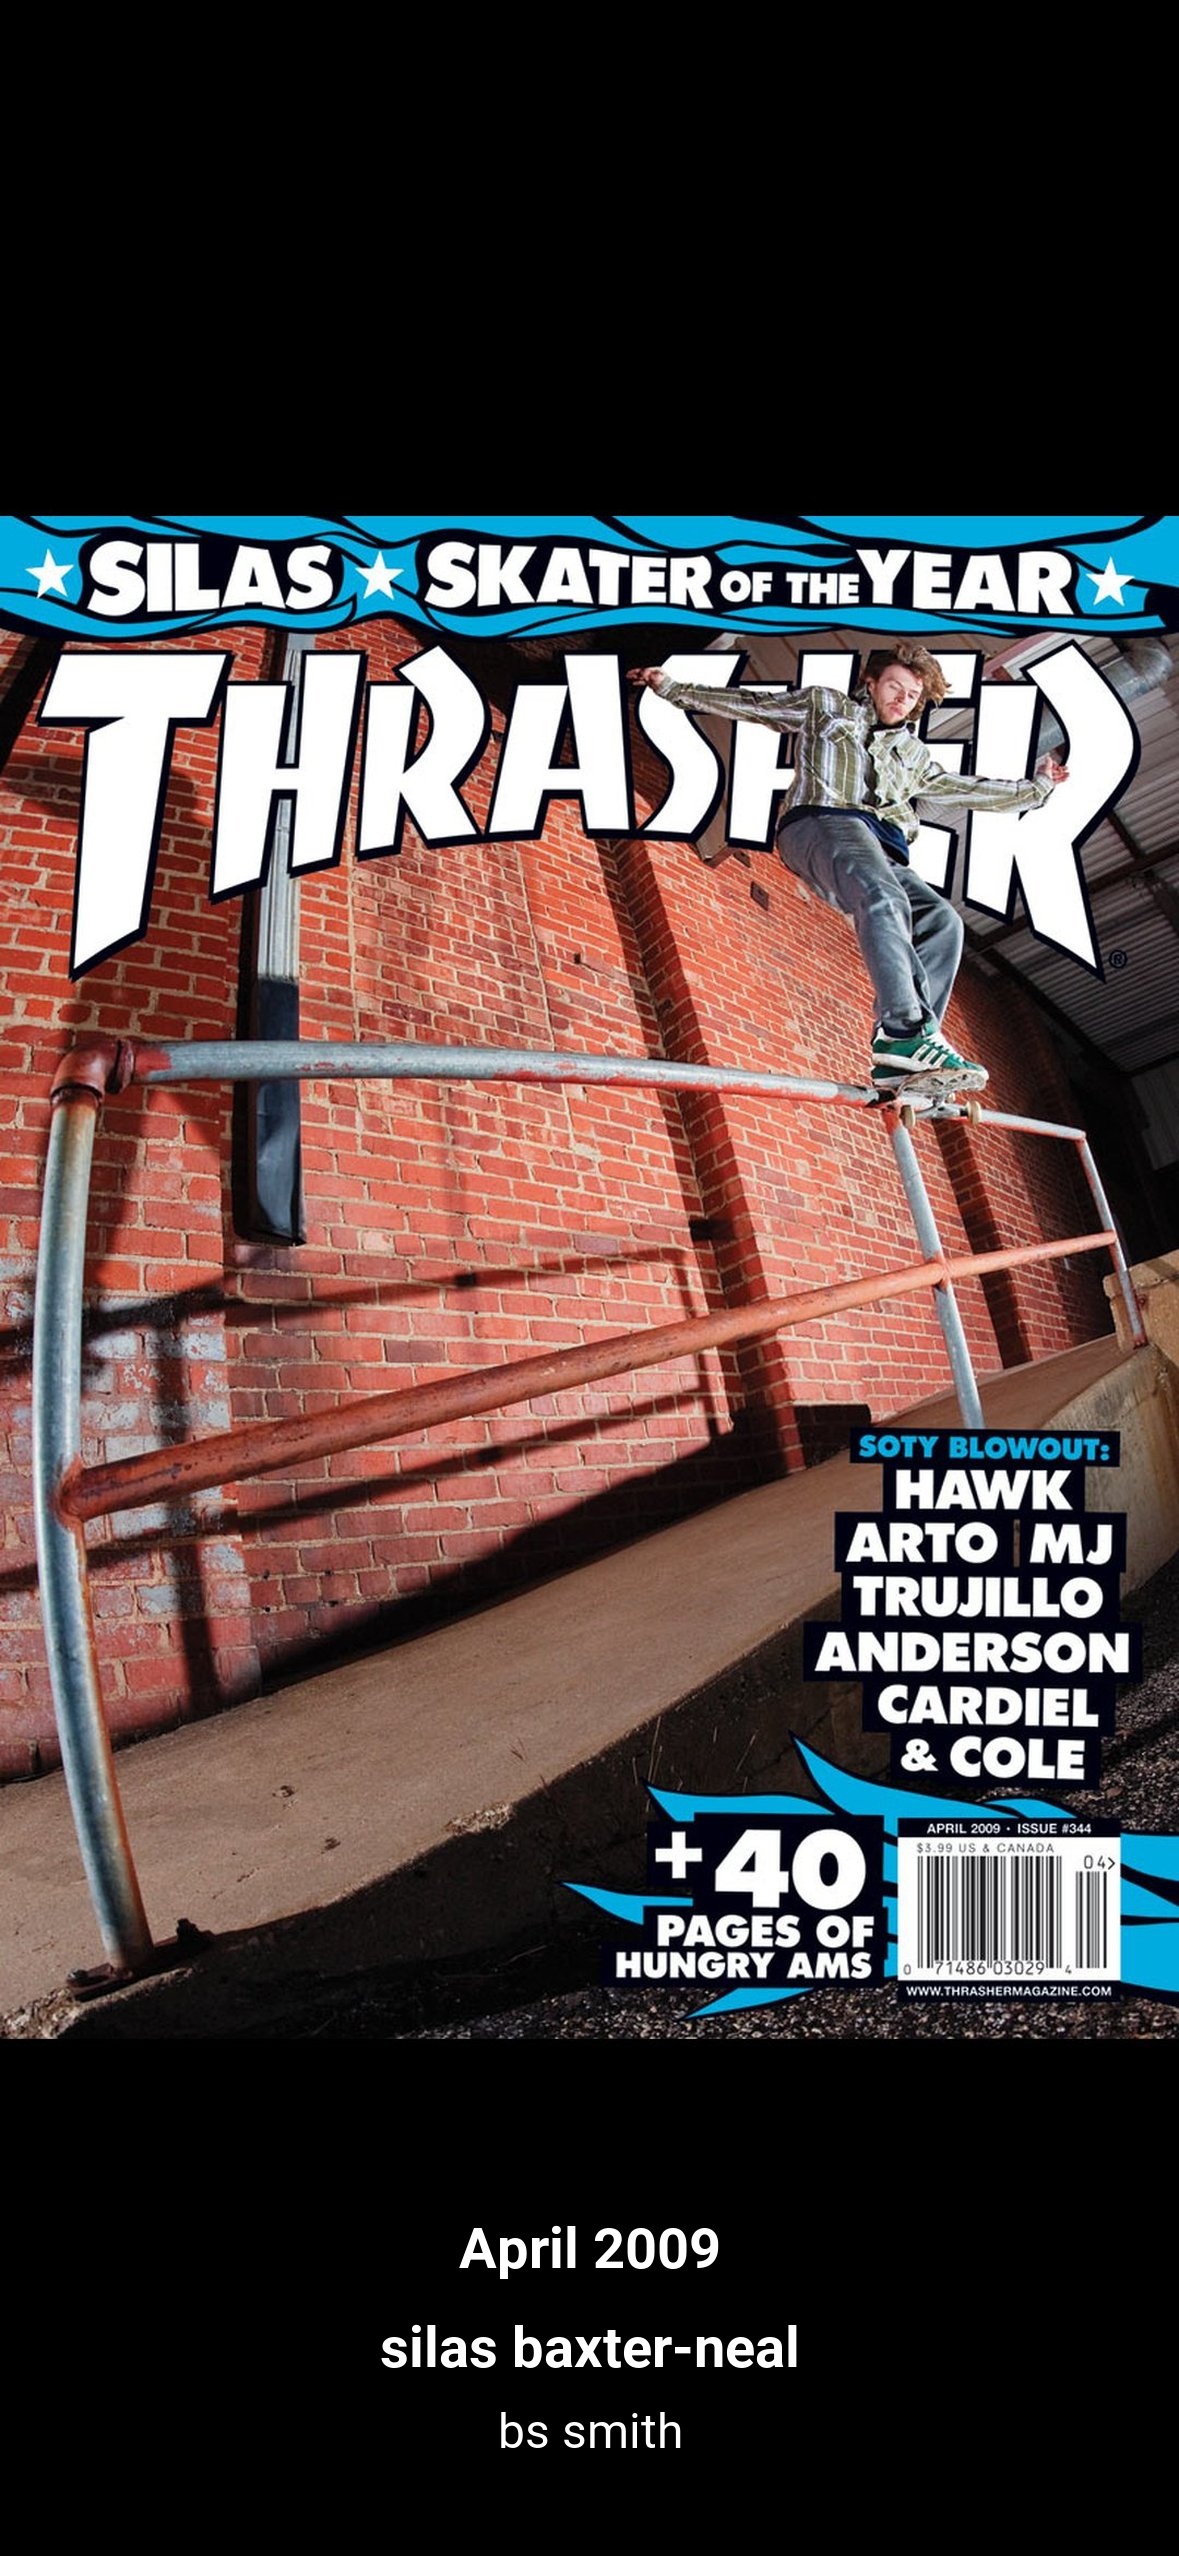 ★ SILAS ★ SKATER OF THE YEAR ★
THRASHER®
SOTY BLOWOUT:
HAWK
ARTO | MJ
TRUJILLO
ANDERSON
CARDIEL
& COLE
+40
PAGES OF
HUNGRY AMS
APRIL 2009 • ISSUE #344
$3.99 US & CANADA
04>
0 71486 03029 4
WWW.THRASHERMAGAZINE.COM
April 2009
silas baxter-neal
bs smith